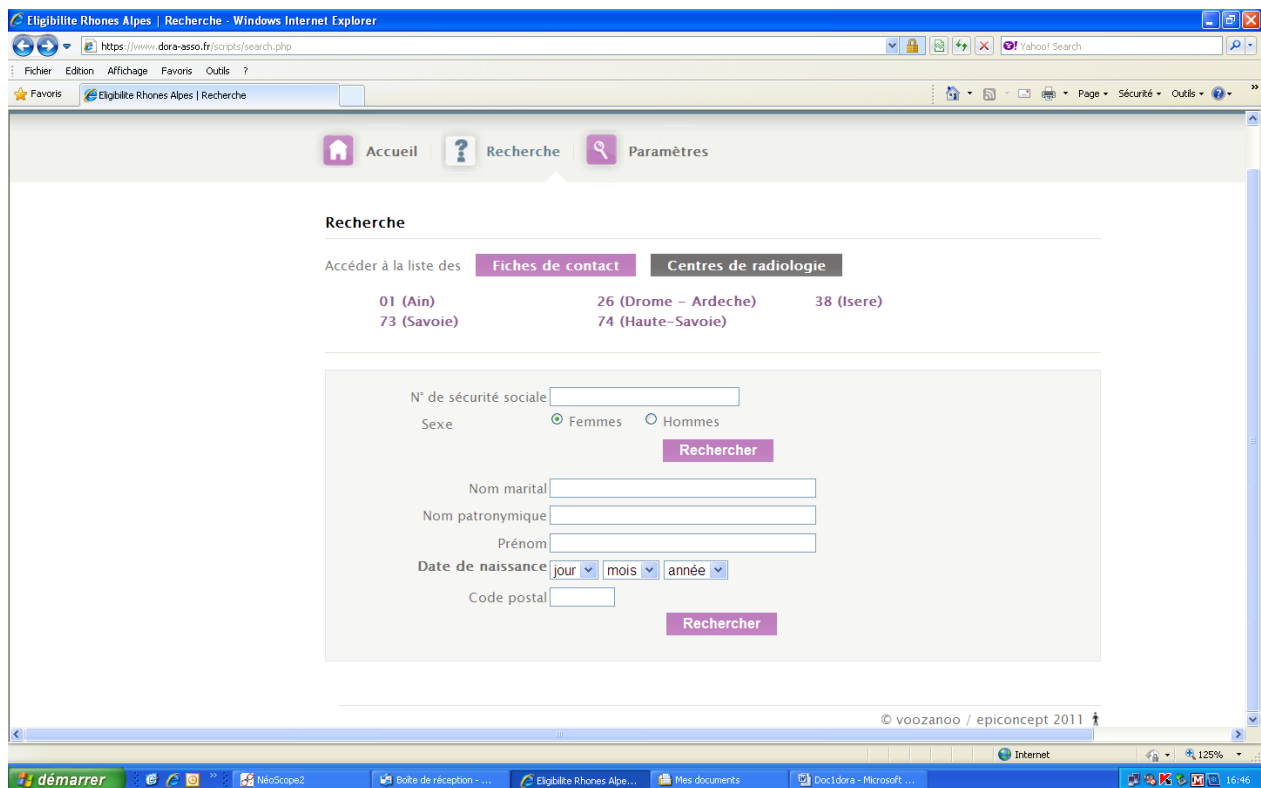 Eligibilite Rhones Alpes | Recherche - Windows Internet Explorer
https://www.dora-asso.fr/scripts/search.php
Yahoo! Search
Fichier Edition Affichage Favoris Outils ?
Favoris Eligibilite Rhones Alpes | Recherche Page Sécurité Outils »
Accueil ? Recherche Paramètres
Recherche
Accéder à la liste des Fiches de contact Centres de radiologie
01 (Ain) 26 (Drome - Ardeche) 38 (Isere)
73 (Savoie) 74 (Haute-Savoie)
N° de sécurité sociale
Sexe Femmes Hommes
Rechercher
Nom marital
Nom patronymique
Prénom
Date de naissance jour mois année
Code postal
Rechercher
© voozanoo / epiconcept 2011
Internet 125%
démarrer » NéoScope2 Boîte de réception - ... Eligibilite Rhones Alpe... Mes documents Doc1dora - Microsoft ... 16:46